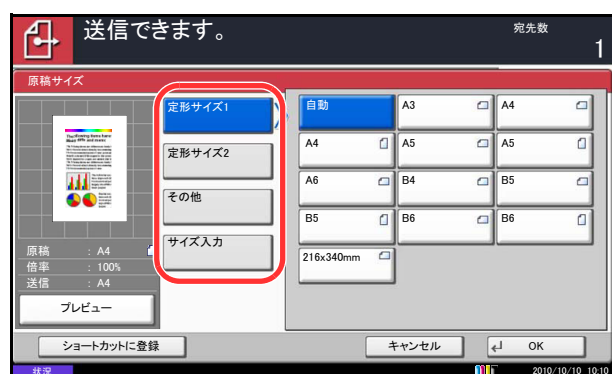 送信できます。
宛先数
1
原稿サイズ
定形サイズ1
定形サイズ2
その他
サイズ入力
自動
A3
A4
A4
A5
A5
A6
B4
B5
B5
B6
B6
216x340mm
原稿 : A4
倍率 : 100%
送信 : A4
プレビュー
ショートカットに登録
キャンセル
OK
状況
2010/10/10 10:10